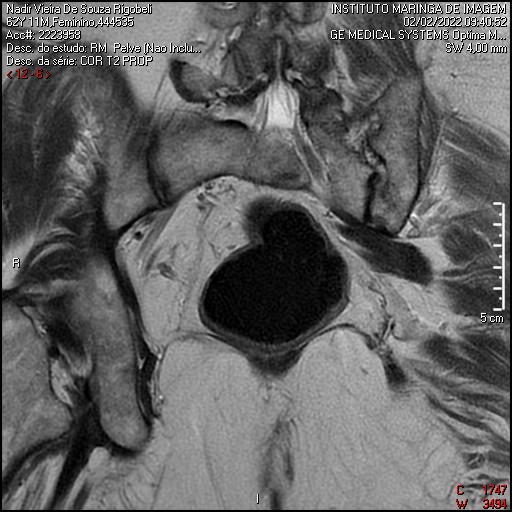 Nadir Vieira De Souza Rigobeli
62Y 11M,Feminino,444535
Acc#: 2223958
Desc. do estudo: RM Pelve (Nao Inclu...
Desc. da série: COR T2 PROP
<12-6>
INSTITUTO MARINGA DE IMAGEM
02/02/2022 09:40:52
GE MEDICAL SYSTEMS Optima M...
SW 4,00 mm
R
5 cm
I
C 1747
W 3494